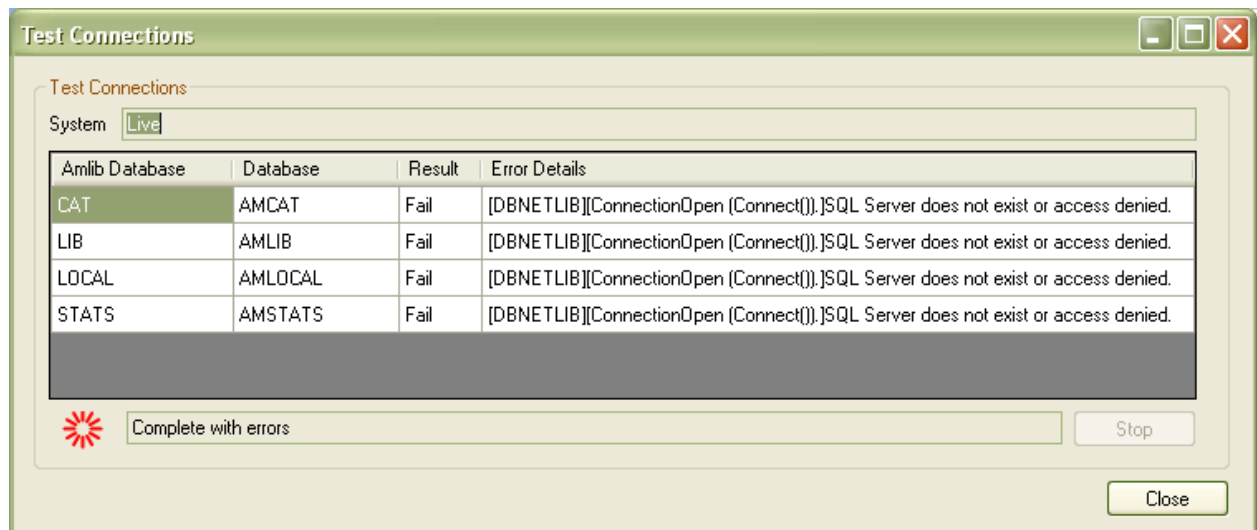 Test Connections
Test Connections
System Live
Amlib Database Database Result Error Details
CAT AMCAT Fail [DBNETLIB][ConnectionOpen (Connect()).]SQL Server does not exist or access denied.
LIB AMLIB Fail [DBNETLIB][ConnectionOpen (Connect()).]SQL Server does not exist or access denied.
LOCAL AMLOCAL Fail [DBNETLIB][ConnectionOpen (Connect()).]SQL Server does not exist or access denied.
STATS AMSTATS Fail [DBNETLIB][ConnectionOpen (Connect()).]SQL Server does not exist or access denied.
Complete with errors Stop
Close